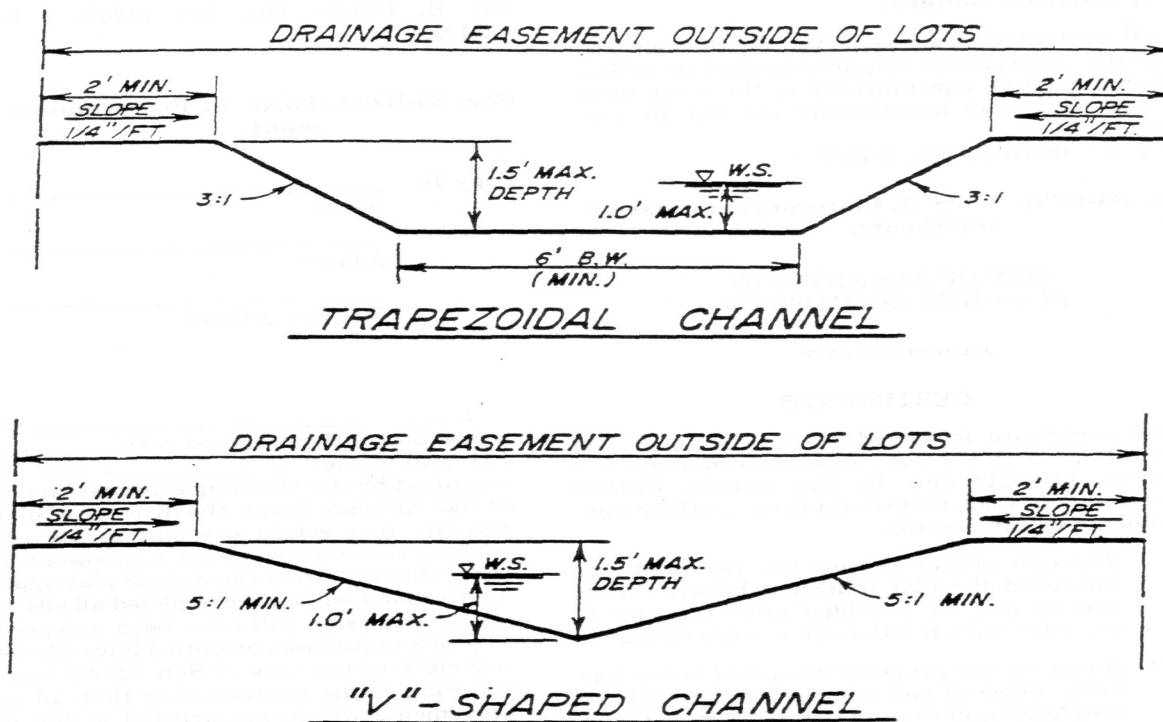 DRAINAGE EASEMENT OUTSIDE OF LOTS
2' MIN.
SLOPE
1/4"/FT.
2' MIN.
SLOPE
1/4"/FT.
3:1
1.5' MAX.
DEPTH
W.S.
1.0' MAX.
3:1
6' B.W.
(MIN.)
TRAPEZOIDAL CHANNEL
DRAINAGE EASEMENT OUTSIDE OF LOTS
2' MIN.
SLOPE
1/4"/FT.
2' MIN.
SLOPE
1/4"/FT.
5:1 MIN.
1.0' MAX.
W.S.
1.5' MAX.
DEPTH
5:1 MIN.
"V"-SHAPED CHANNEL